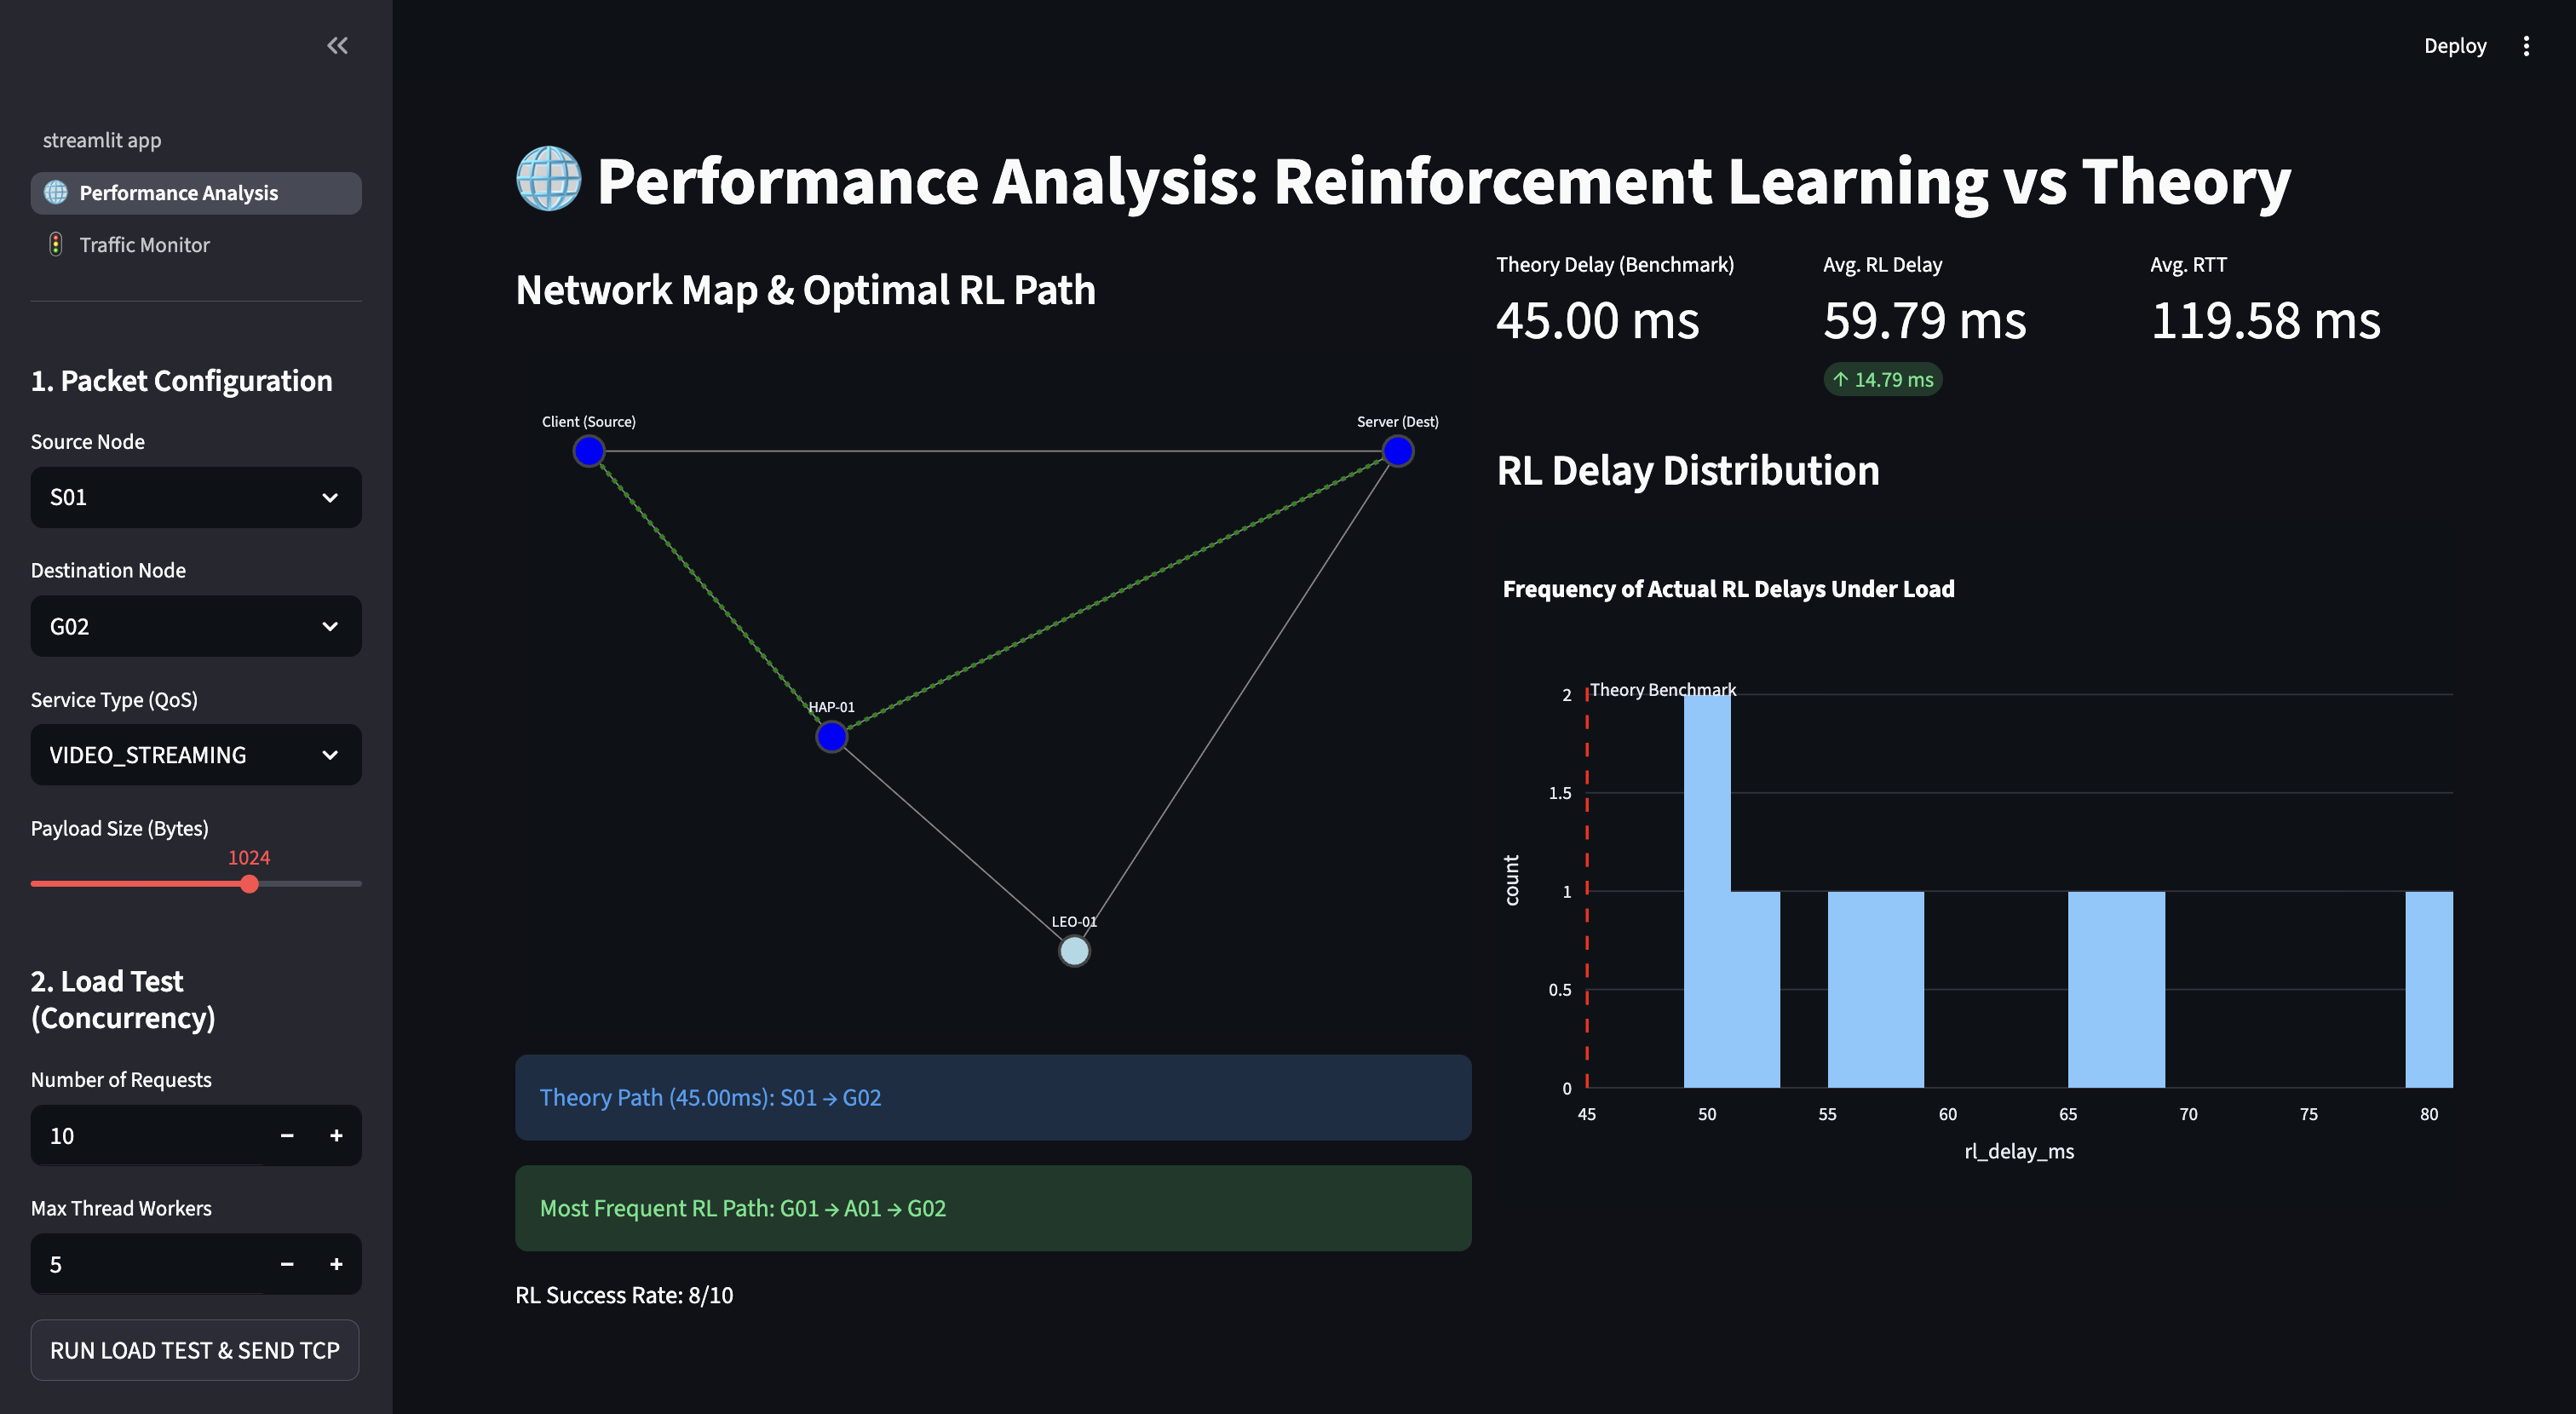 Deploy
streamlit app
Performance Analysis
Traffic Monitor
1. Packet Configuration
Source Node
S01
Destination Node
G02
Service Type (QoS)
VIDEO_STREAMING
Payload Size (Bytes)
1024
2. Load Test
(Concurrency)
Number of Requests
10
Max Thread Workers
5
RUN LOAD TEST & SEND TCP
Performance Analysis: Reinforcement Learning vs Theory
Network Map & Optimal RL Path
Client (Source)
Server (Dest)
HAP-01
LEO-01
Theory Path (45.00ms): S01 → G02
Most Frequent RL Path: G01 → A01 → G02
RL Success Rate: 8/10
Theory Delay (Benchmark)
45.00 ms
Avg. RL Delay
59.79 ms
↑ 14.79 ms
Avg. RTT
119.58 ms
RL Delay Distribution
Frequency of Actual RL Delays Under Load
Theory Benchmark
2
1.5
1
0.5
0
count
45 50 55 60 65 70 75 80
rl_delay_ms